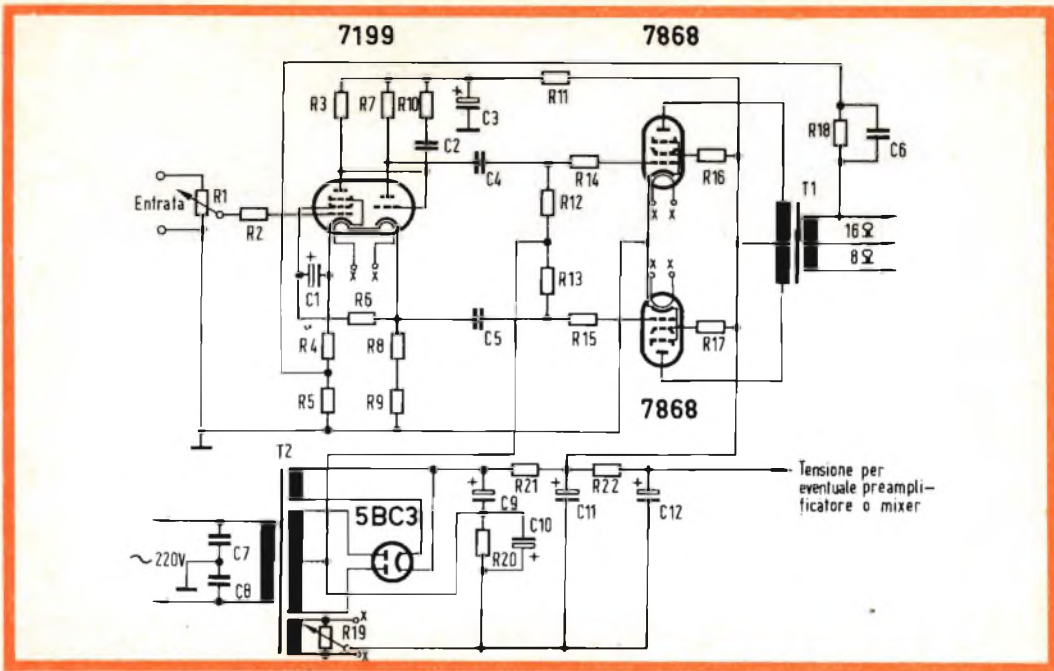 7199 7868
R3 R7 R10 C3 R11
C2 R18 C6
C4 R14 R16
Entrata R1 R12 T1
R2 16Ω
x x x x 8Ω
x x
C1 R6 R13
C5 R15 R17
R4 R8
R5 R9
7868
T2
R21 R22
Tensione per
eventuale preampli-
ficatore o mixer
C9 C11 C12
5BC3 C10
~220V C7 R20
C8
x
R19
x